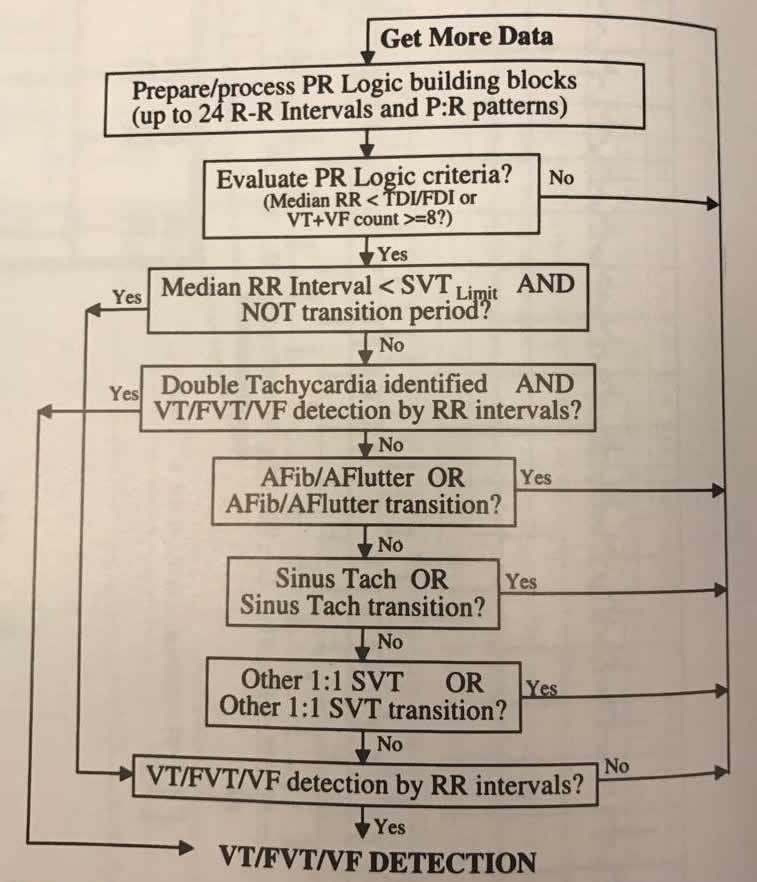 Get More Data
Prepare/process PR Logic building blocks
(up to 24 R-R Intervals and P:R patterns)
Evaluate PR Logic criteria?
(Median RR < TDI/FDI or
VT+VF count >=8?)
No
Yes
Median RR Interval < SVT Limit AND
NOT transition period?
Yes
No
Double Tachycardia identified AND
VT/FVT/VF detection by RR intervals?
Yes
No
AFib/AFlutter OR
AFib/AFlutter transition?
Yes
No
Sinus Tach OR
Sinus Tach transition?
Yes
No
Other 1:1 SVT OR
Other 1:1 SVT transition?
Yes
No
VT/FVT/VF detection by RR intervals?
No
Yes
VT/FVT/VF DETECTION